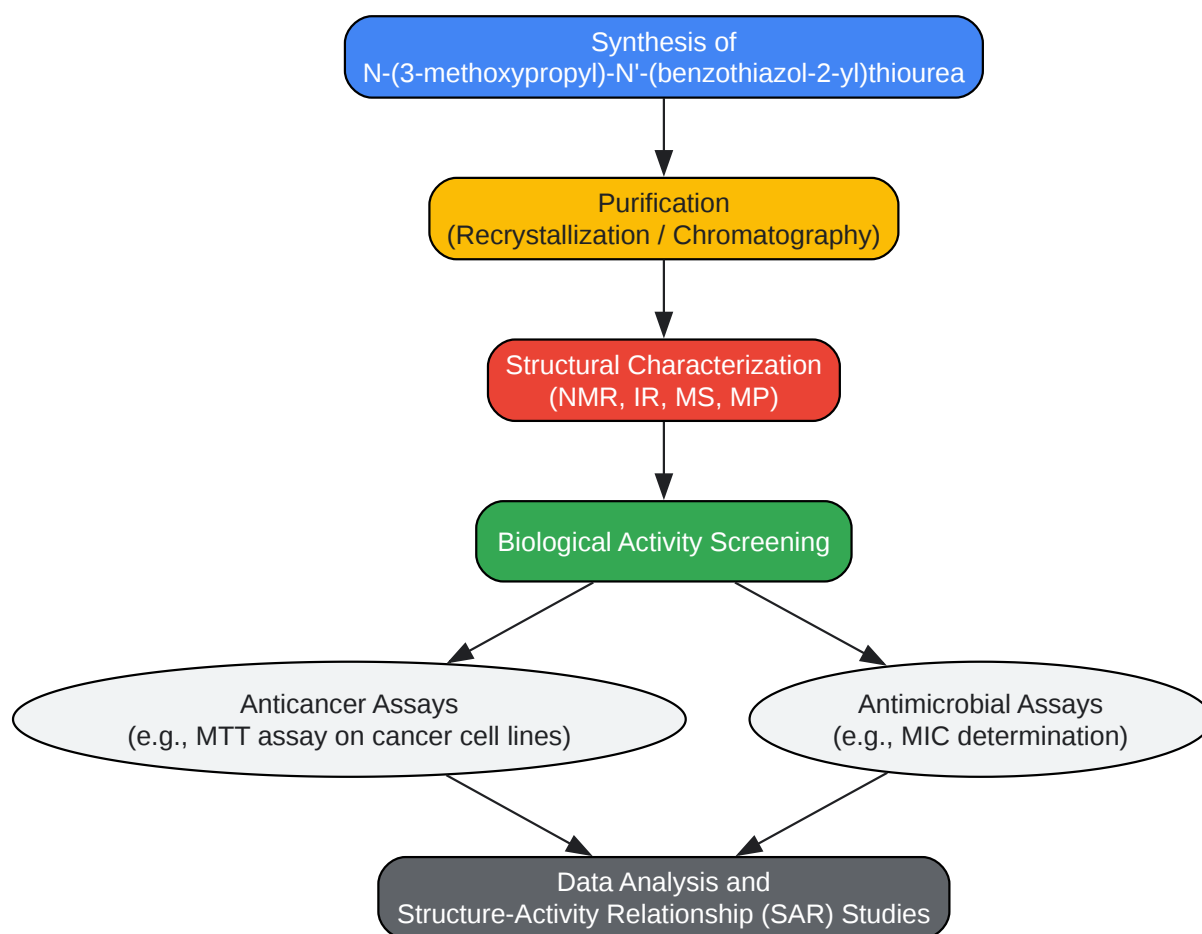 Synthesis of
N-(3-methoxypropyl)-N'-(benzothiazol-2-yl)thiourea
Purification
(Recrystallization / Chromatography)
Structural Characterization
(NMR, IR, MS, MP)
Biological Activity Screening
Anticancer Assays
(e.g., MTT assay on cancer cell lines)
Antimicrobial Assays
(e.g., MIC determination)
Data Analysis and
Structure-Activity Relationship (SAR) Studies